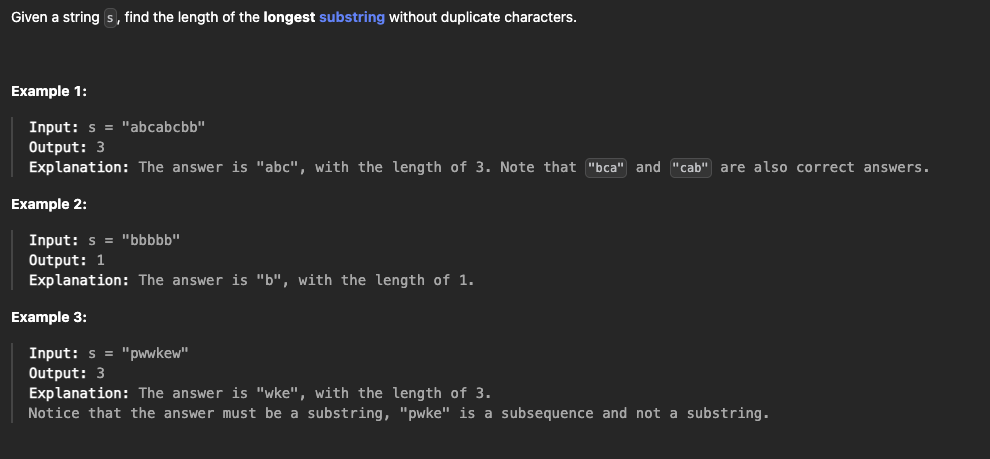 Given a string s, find the length of the longest substring without duplicate characters.
Example 1:
Input: s = "abcabcbb"
Output: 3
Explanation: The answer is "abc", with the length of 3. Note that "bca" and "cab" are also correct answers.
Example 2:
Input: s = "bbbbb"
Output: 1
Explanation: The answer is "b", with the length of 1.
Example 3:
Input: s = "pwwkew"
Output: 3
Explanation: The answer is "wke", with the length of 3.
Notice that the answer must be a substring, "pwke" is a subsequence and not a substring.